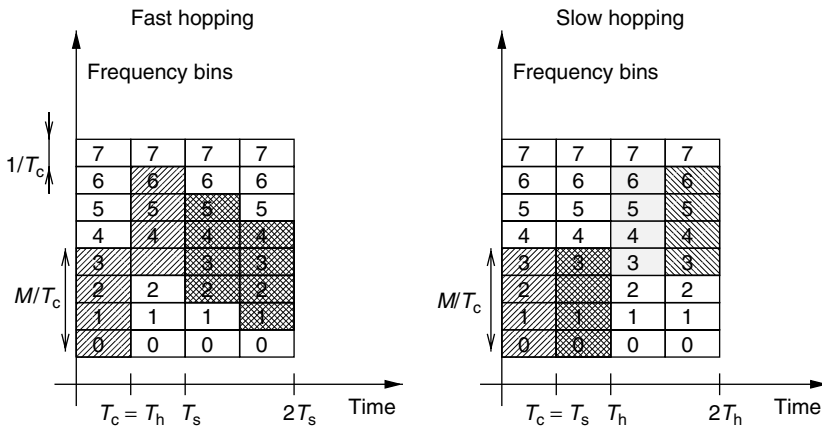 Fast hopping
Frequency bins
1/Tc
M/Tc
7 7 7 7
6 6 6 6
5 5 5 5
4 4 4 4
3 3 3
2 2 2 2
1 1 1 1
0 0 0 0
Tc = Th Ts 2Ts Time
Slow hopping
Frequency bins
M/Tc
7 7 7 7
6 6 6 6
5 5 5 5
4 4 4 4
3 3 3 3
2 2 2
1 1 1 1
0 0 0 0
Tc = Ts Th 2Th Time